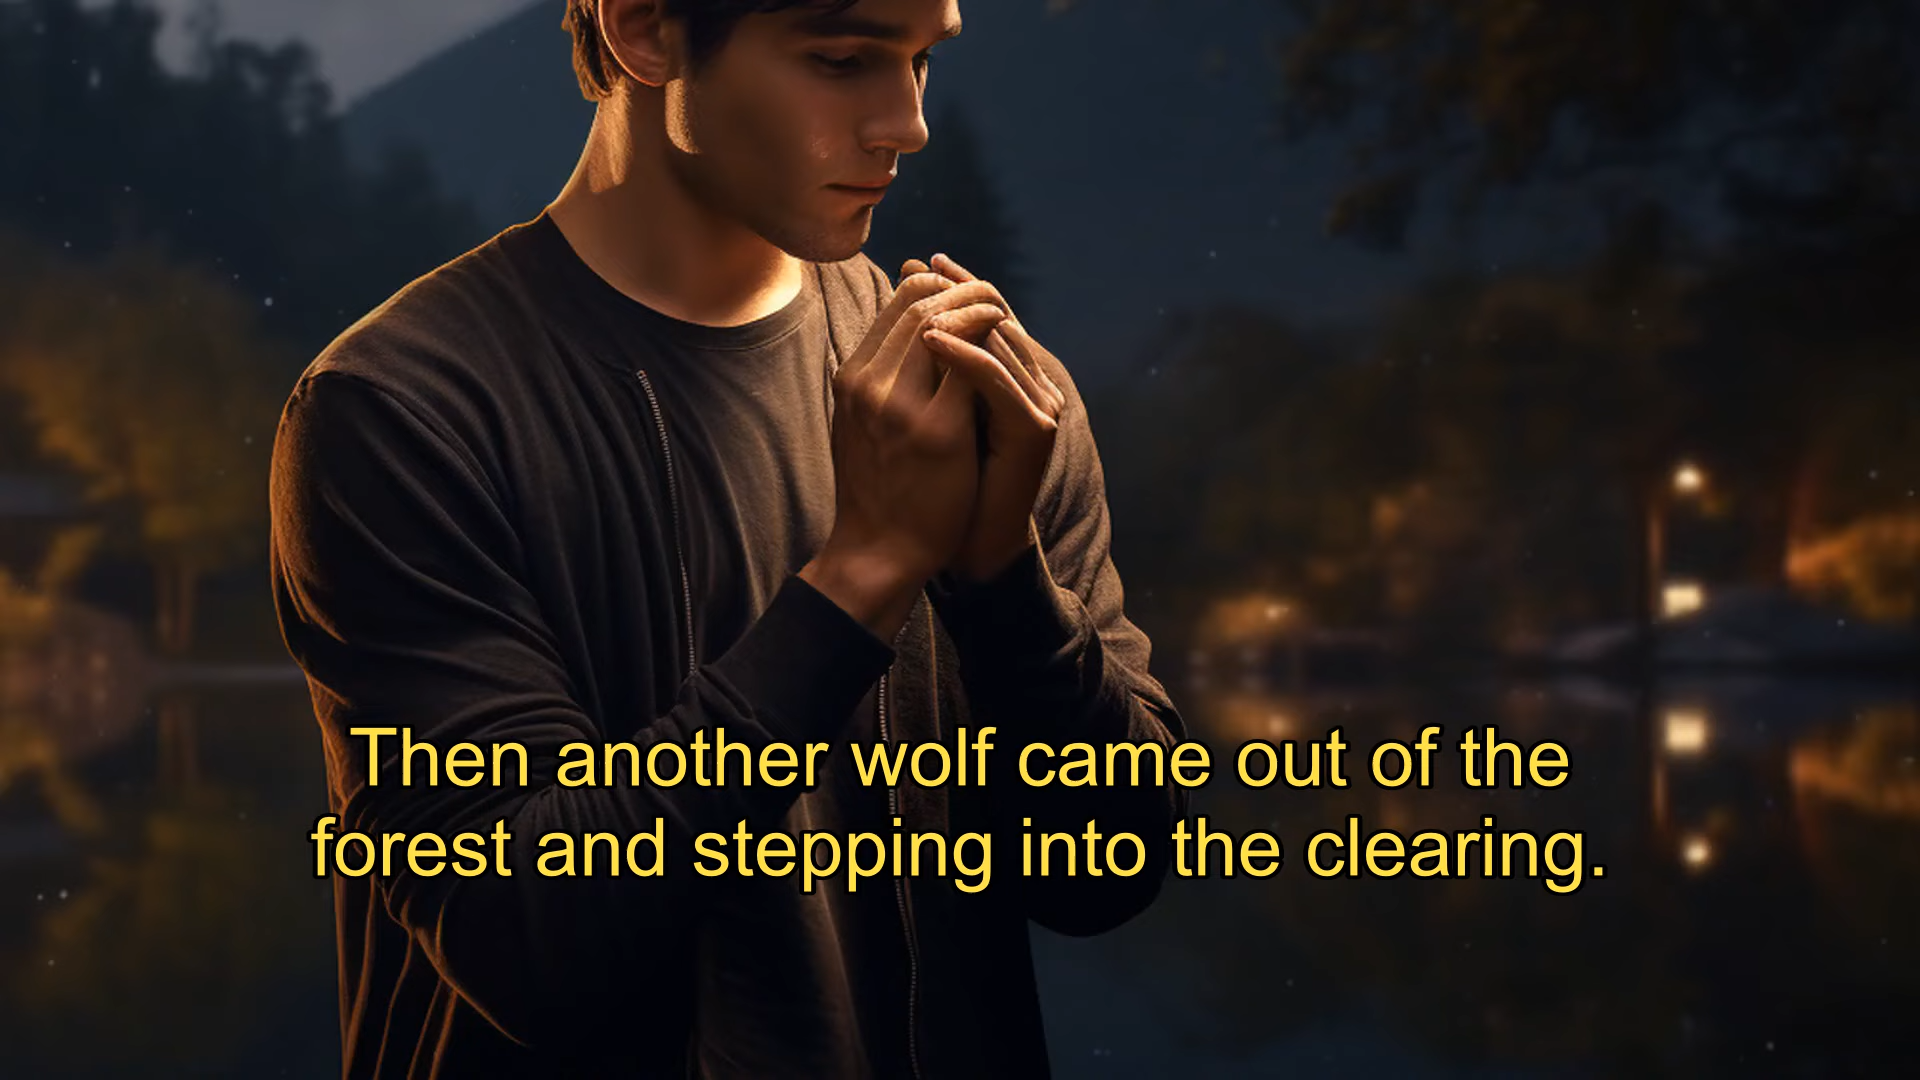 Then another wolf came out of the
forest and stepping into the clearing.